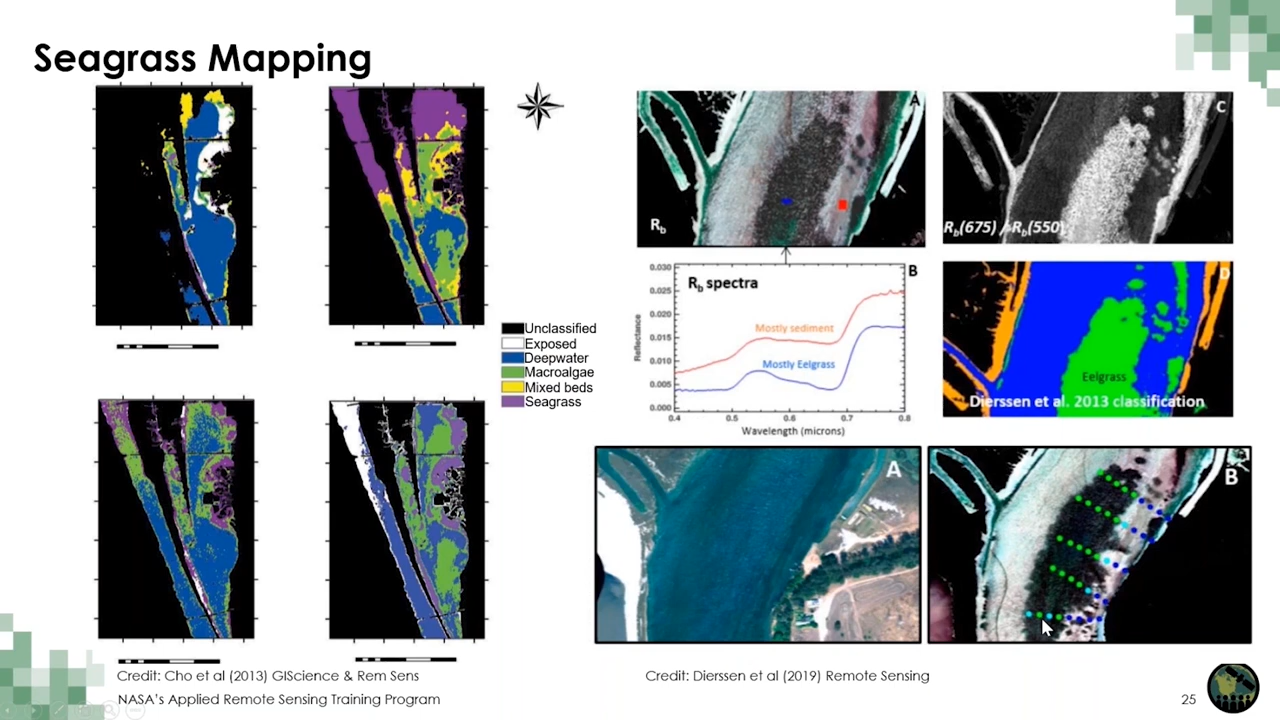 Seagrass Mapping
Unclassified
Exposed
Deepwater
Macroalgae
Mixed beds
Seagrass
A
Rb
C
Rb(675) / Rb(550)
B
Rb spectra
Mostly sediment
Mostly Eelgrass
Reflectance
0.030
0.025
0.020
0.015
0.010
0.005
0.000
0.4
0.5
0.6
0.7
0.8
Wavelength (microns)
D
Eelgrass
Dierssen et al. 2013 classification
A
B
Credit: Cho et al (2013) GIScience & Rem Sens
Credit: Dierssen et al (2019) Remote Sensing
NASA's Applied Remote Sensing Training Program
25